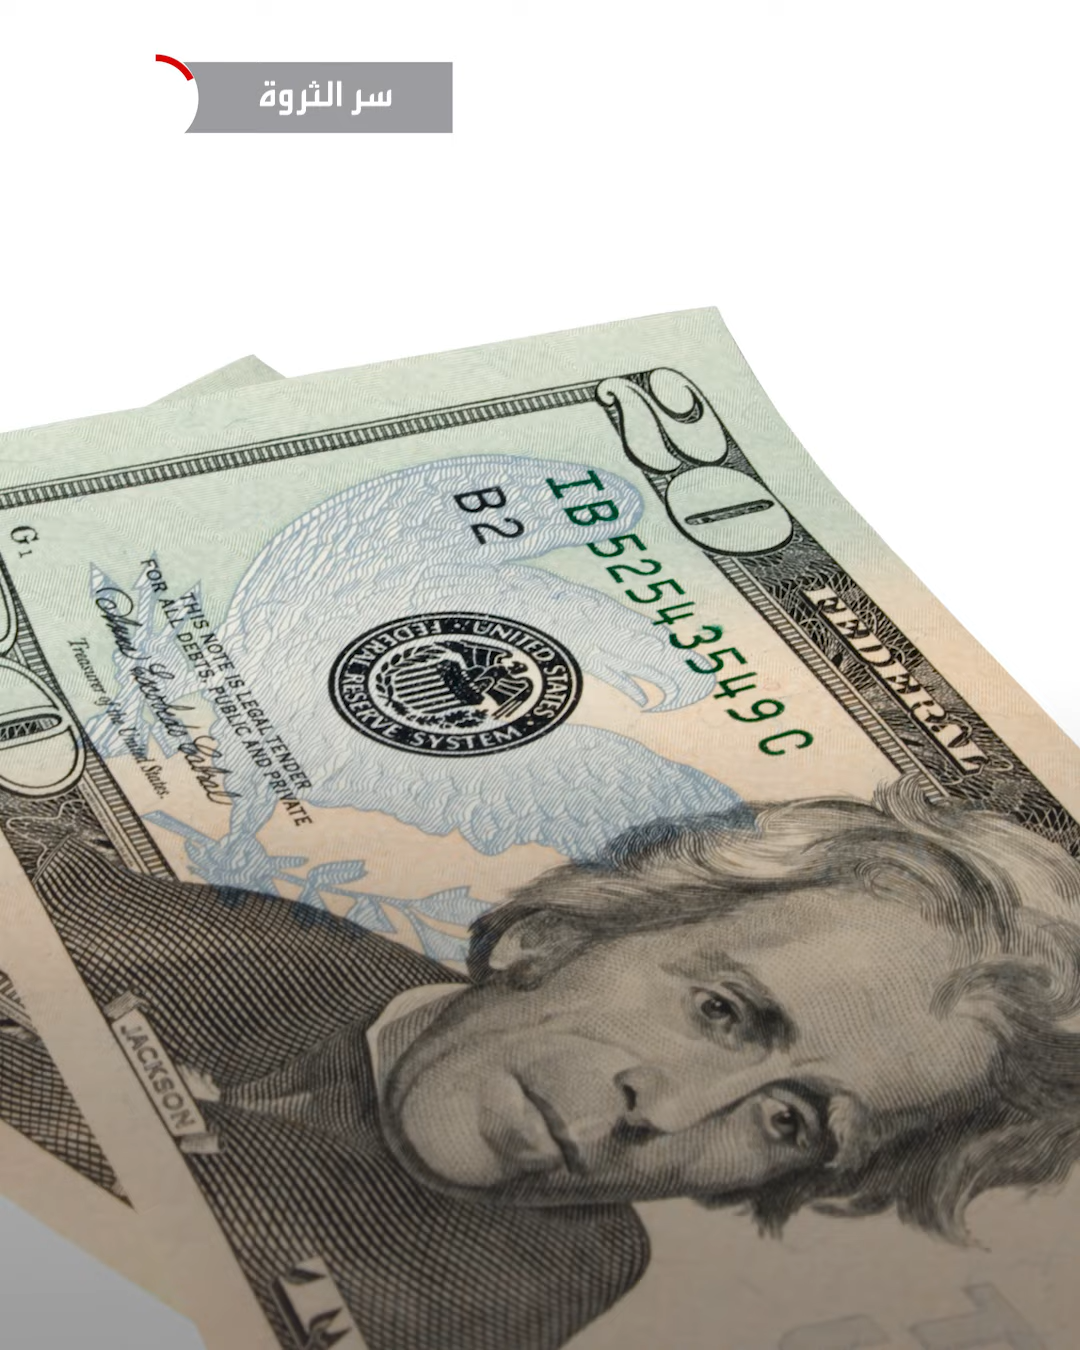 سر الثروة
20
FEDERAL
IB 52543549 C
B2
UNITED STATES FEDERAL RESERVE SYSTEM
THIS NOTE IS LEGAL TENDER
FOR ALL DEBTS, PUBLIC AND PRIVATE
Treasurer of the United States.
G1
JACKSON